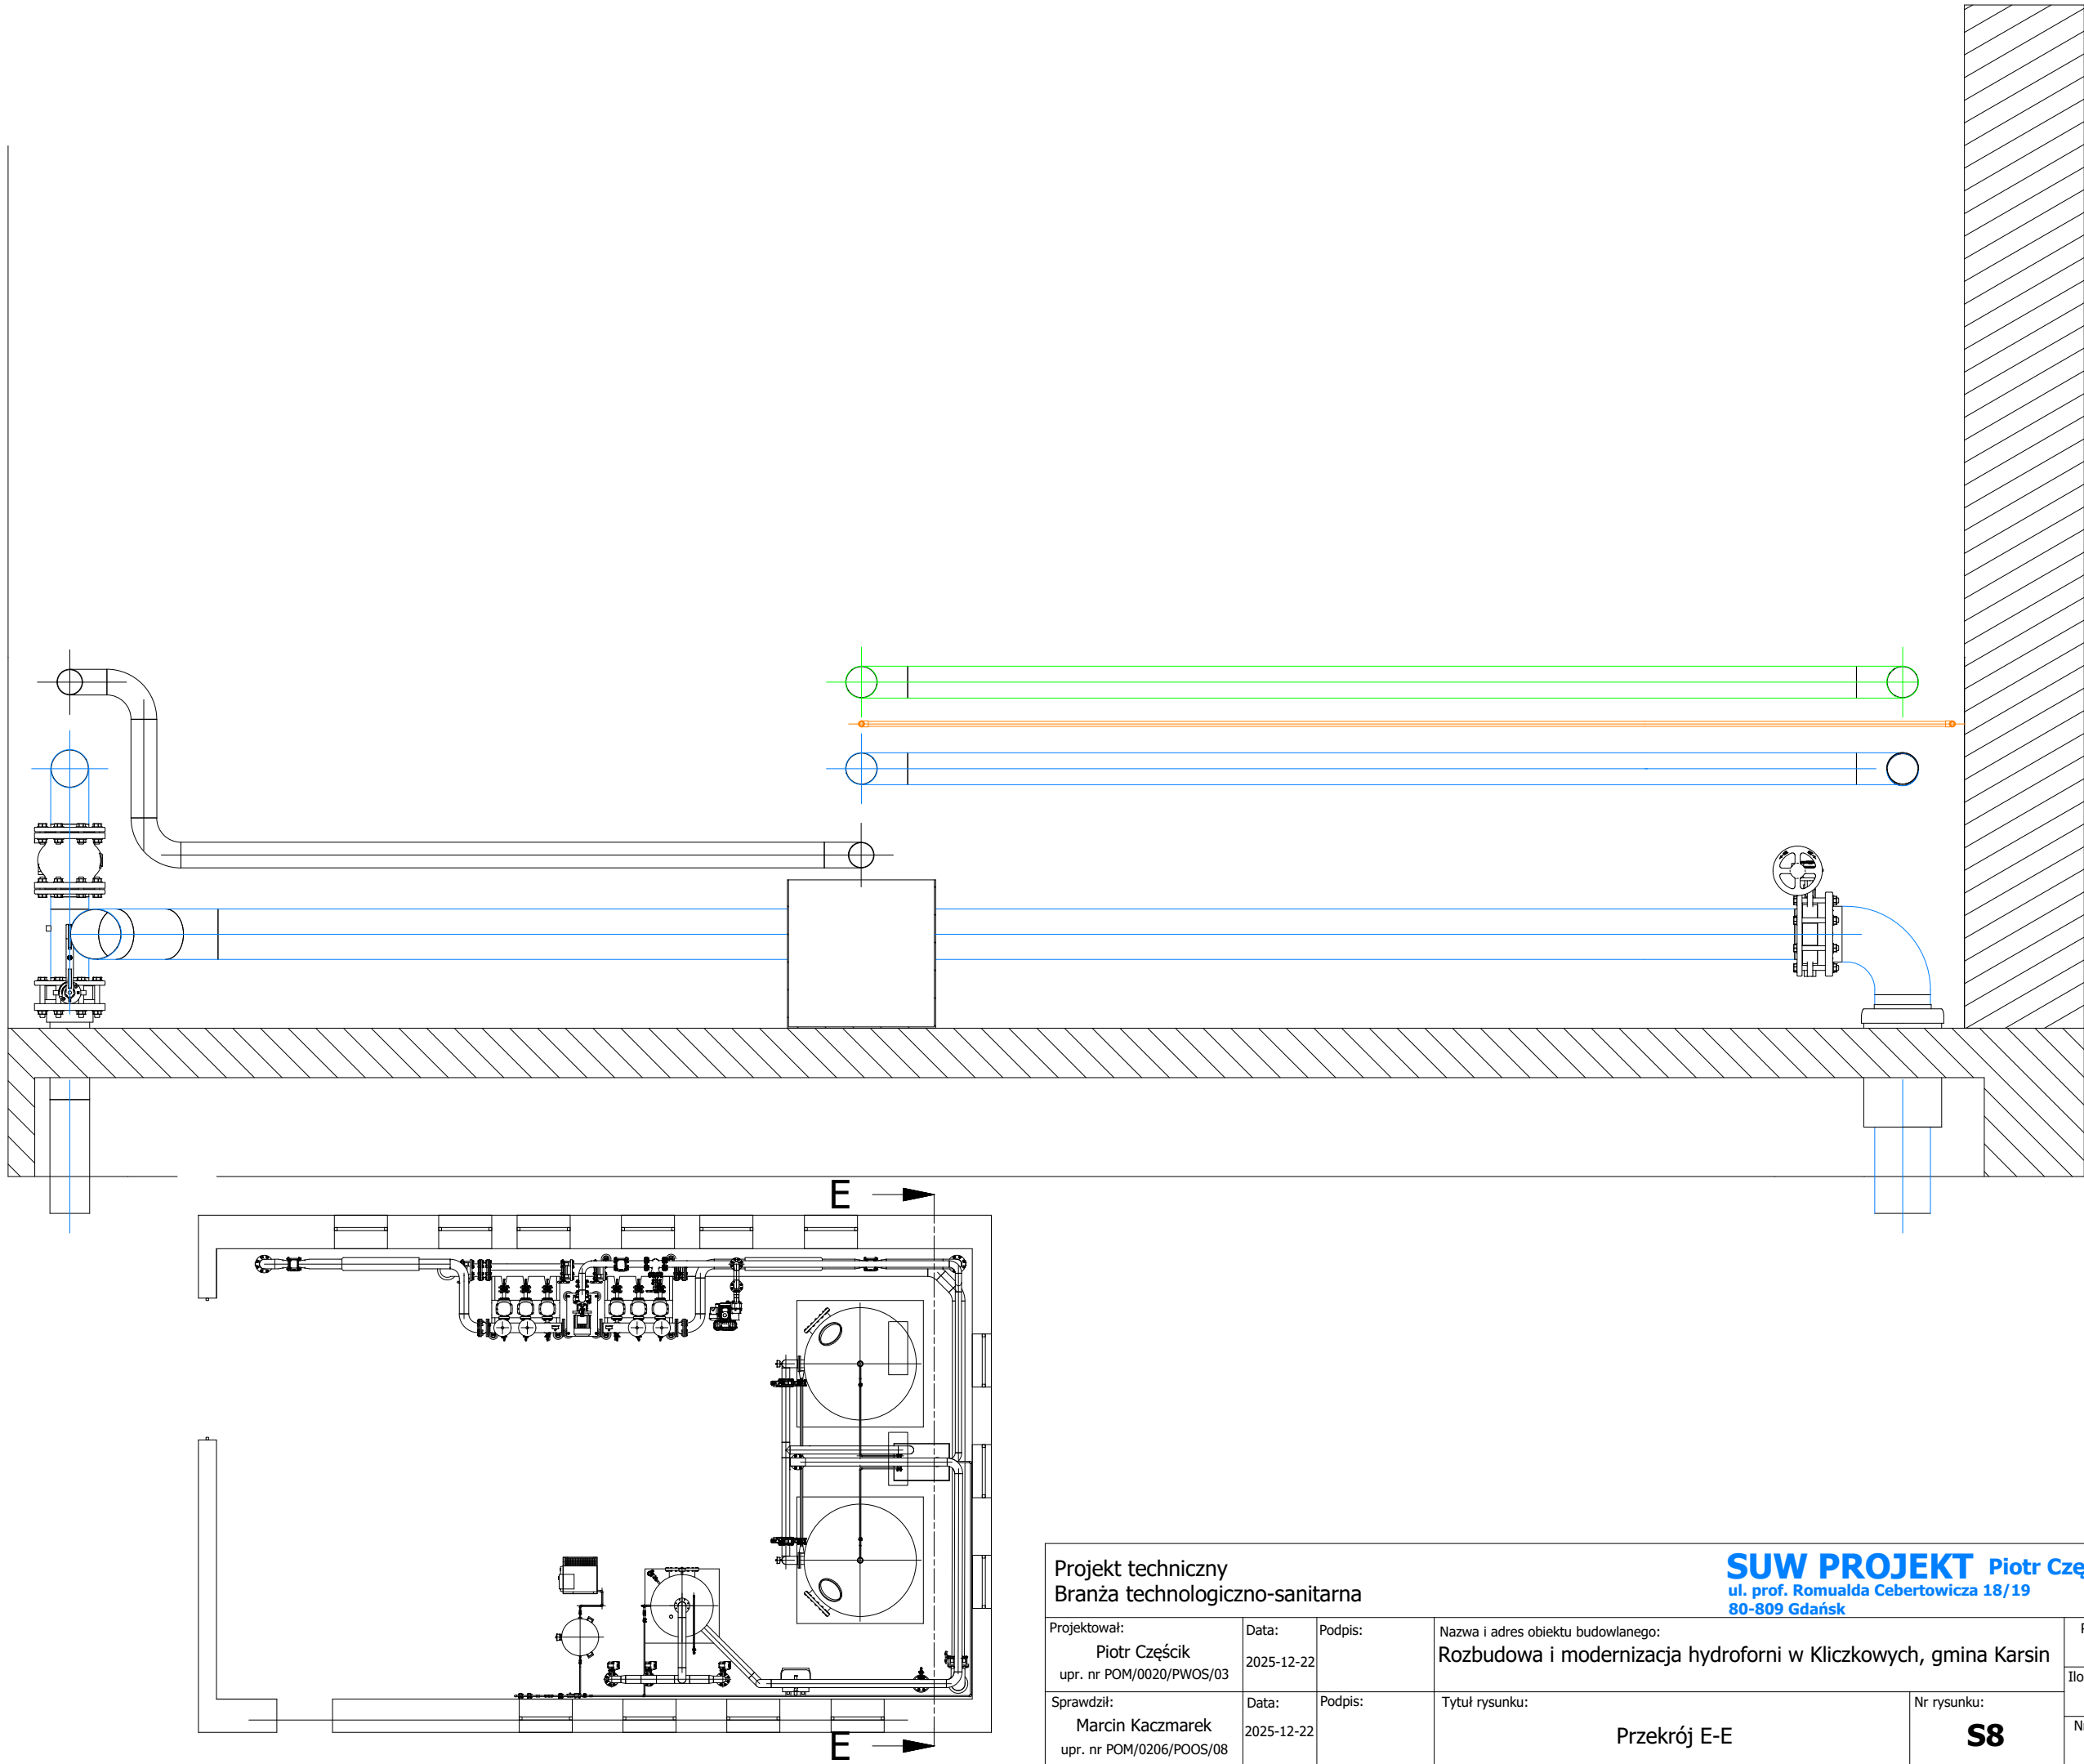 E
E
Projekt techniczny
Branża technologiczno-sanitarna
SUW PROJEKT Piotr
ul. prof. Romualda Cebertowicza 18/19
80-809 Gdańsk
Projektował:
Piotr Częścik
upr. nr POM/0020/PWOS/03
Data:
2025-12-22
Podpis:
Nazwa i adres obiektu budowlanego:
Rozbudowa i modernizacja hydroforni w Kliczkowych, gmina Karsin
Sprawdził:
Marcin Kaczmarek
upr. nr POM/0206/POOS/08
Data:
2025-12-22
Podpis:
Tytuł rysunku:
Przekrój E-E
Nr rysunku:
S8